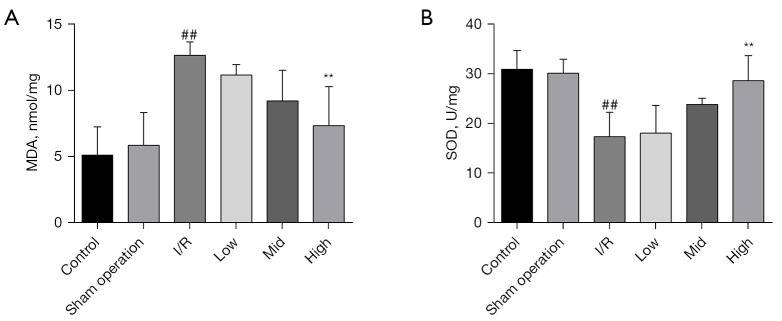 A
MDA, nmol/mg
15
10
5
0
##
**
Control
Sham operation
I/R
Low
Mid
High
B
SOD, U/mg
40
30
20
10
0
##
**
Control
Sham operation
I/R
Low
Mid
High